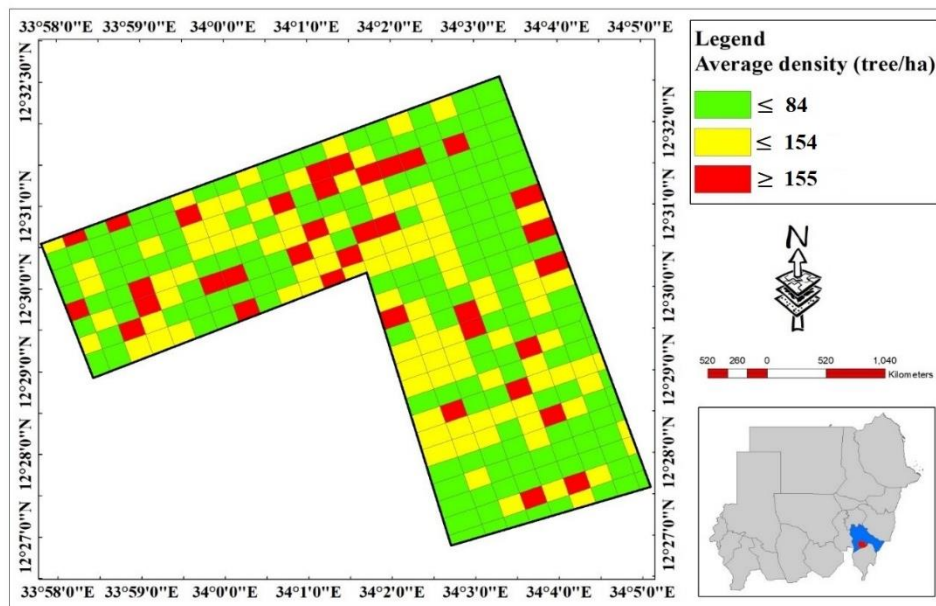 33°58'0"E 33°59'0"E 34°0'0"E 34°1'0"E 34°2'0"E 34°3'0"E 34°4'0"E 34°5'0"E
12°32'30"N
12°31'0"N
12°30'0"N
12°29'0"N
12°28'0"N
12°27'0"N
12°32'0"N
12°31'0"N
12°30'0"N
12°29'0"N
12°28'0"N
12°27'0"N
33°58'0"E 33°59'0"E 34°0'0"E 34°1'0"E 34°2'0"E 34°3'0"E 34°4'0"E 34°5'0"E
Legend
Average density (tree/ha)
≤ 84
≤ 154
≥ 155
N
520 260 0 520 1,040
Kilometers